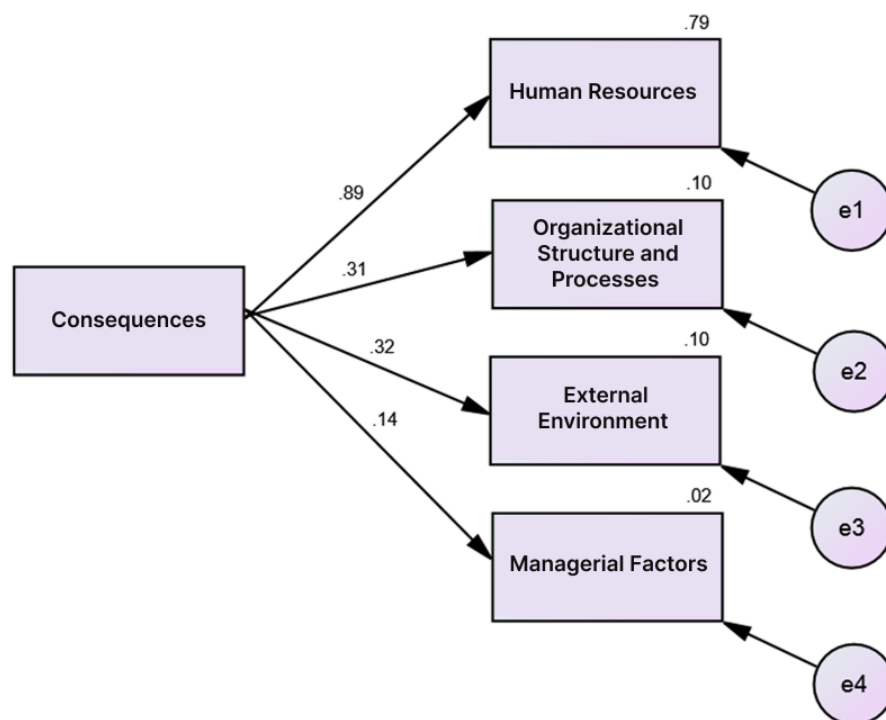 .79
Human Resources
e1
.89
.10
Organizational
Structure and
Processes
.31
Consequences
e2
.32
.10
External
Environment
.14
e3
.02
Managerial Factors
e4